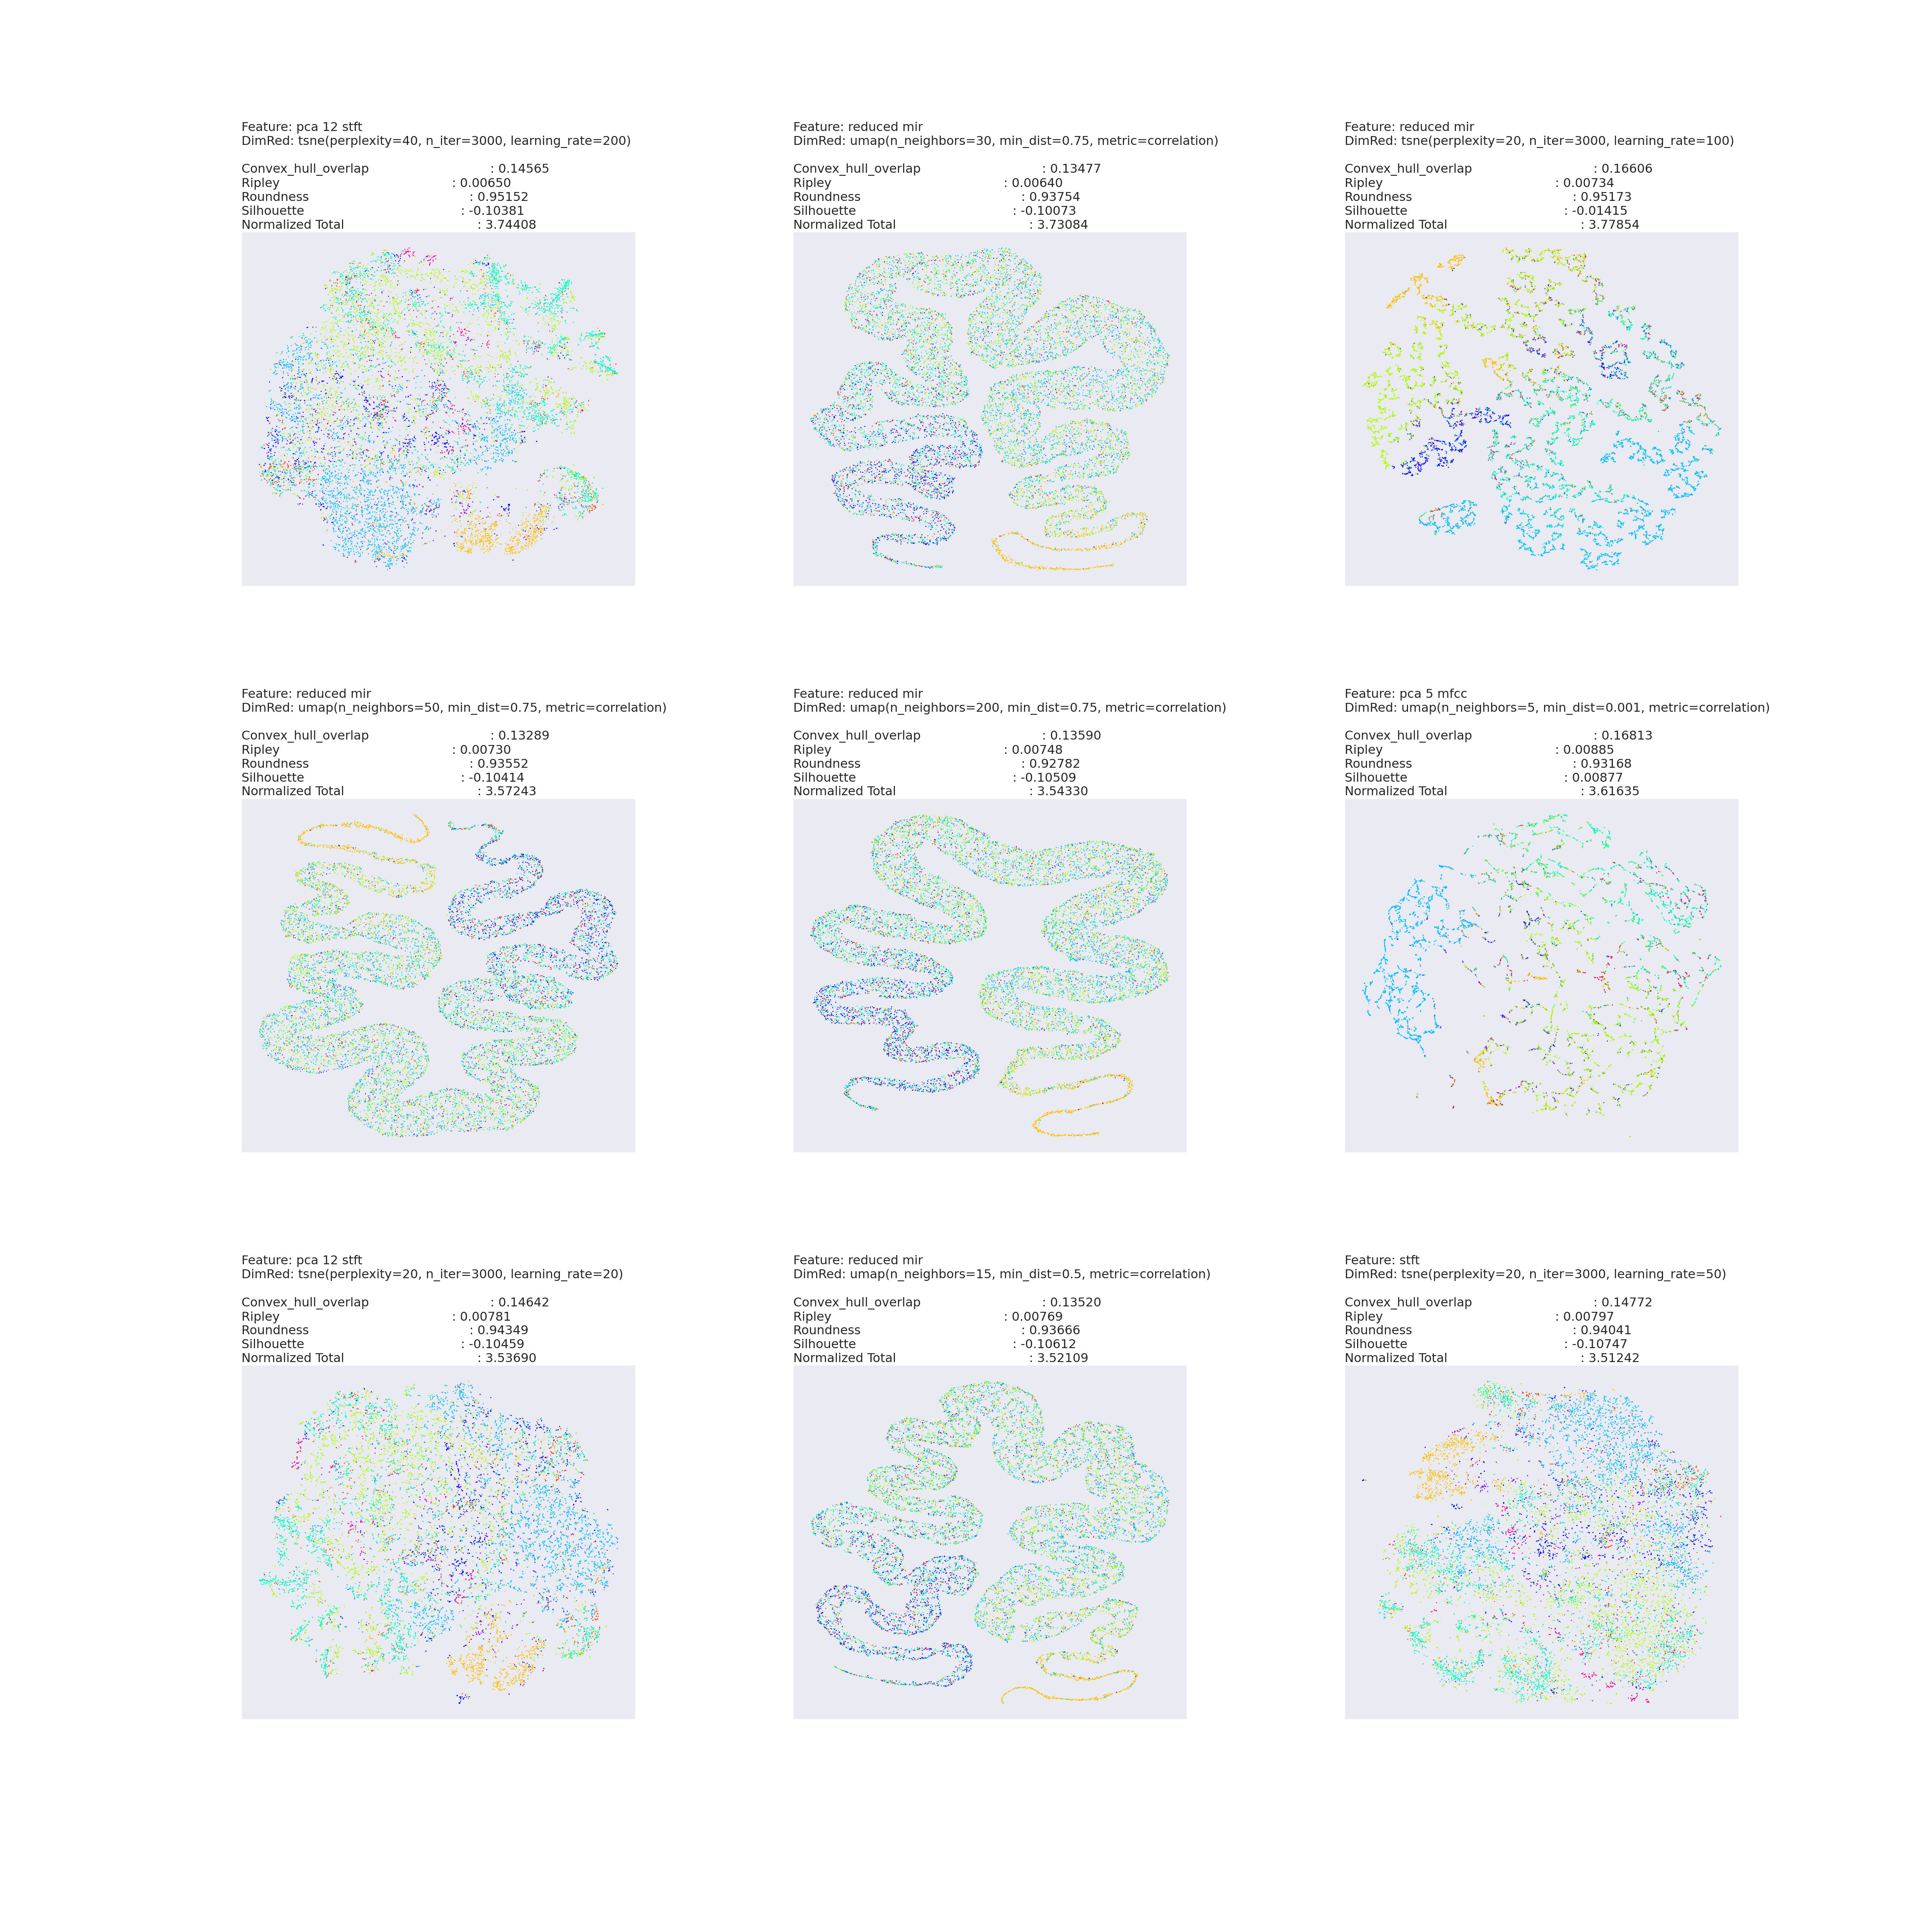 Feature: pca 12 stft
DimRed: tsne(perplexity=40, n_iter=3000, learning_rate=200)
Convex_hull_overlap : 0.14565
Ripley : 0.00650
Roundness : 0.95152
Silhouette : -0.10381
Normalized Total : 3.74408
Feature: reduced mir
DimRed: umap(n_neighbors=30, min_dist=0.75, metric=correlation)
Convex_hull_overlap : 0.13477
Ripley : 0.00640
Roundness : 0.93754
Silhouette : -0.10073
Normalized Total : 3.73084
Feature: reduced mir
DimRed: tsne(perplexity=20, n_iter=3000, learning_rate=100)
Convex_hull_overlap : 0.16606
Ripley : 0.00734
Roundness : 0.95173
Silhouette : -0.01415
Normalized Total : 3.77854
Feature: reduced mir
DimRed: umap(n_neighbors=50, min_dist=0.75, metric=correlation)
Convex_hull_overlap : 0.13289
Ripley : 0.00730
Roundness : 0.93552
Silhouette : -0.10414
Normalized Total : 3.57243
Feature: reduced mir
DimRed: umap(n_neighbors=200, min_dist=0.75, metric=correlation)
Convex_hull_overlap : 0.13590
Ripley : 0.00748
Roundness : 0.92782
Silhouette : -0.10509
Normalized Total : 3.54330
Feature: pca 5 mfcc
DimRed: umap(n_neighbors=5, min_dist=0.001, metric=correlation)
Convex_hull_overlap : 0.16813
Ripley : 0.00885
Roundness : 0.93168
Silhouette : 0.00877
Normalized Total : 3.61635
Feature: pca 12 stft
DimRed: tsne(perplexity=20, n_iter=3000, learning_rate=20)
Convex_hull_overlap : 0.14642
Ripley : 0.00781
Roundness : 0.94349
Silhouette : -0.10459
Normalized Total : 3.53690
Feature: reduced mir
DimRed: umap(n_neighbors=15, min_dist=0.5, metric=correlation)
Convex_hull_overlap : 0.13520
Ripley : 0.00769
Roundness : 0.93666
Silhouette : -0.10612
Normalized Total : 3.52109
Feature: stft
DimRed: tsne(perplexity=20, n_iter=3000, learning_rate=50)
Convex_hull_overlap : 0.14772
Ripley : 0.00797
Roundness : 0.94041
Silhouette : -0.10747
Normalized Total : 3.51242